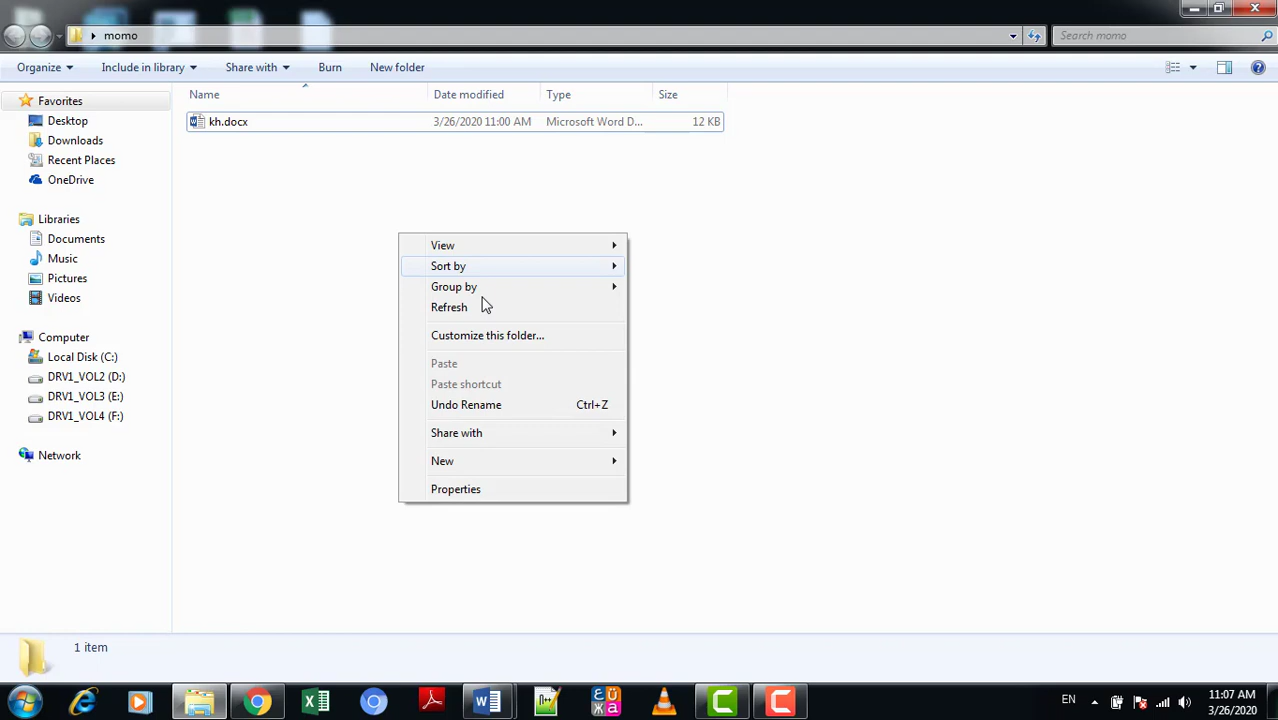 momo
Search momo
Organize Include in library Share with Burn New folder
Favorites
Desktop
Downloads
Recent Places
OneDrive
Libraries
Documents
Music
Pictures
Videos
Computer
Local Disk (C:)
DRV1_VOL2 (D:)
DRV1_VOL3 (E:)
DRV1_VOL4 (F:)
Network
Name Date modified Type Size
kh.docx 3/26/2020 11:00 AM Microsoft Word D... 12 KB
View
Sort by
Group by
Refresh
Customize this folder...
Paste
Paste shortcut
Undo Rename Ctrl+Z
Share with
New
Properties
1 item
EN
11:07 AM
3/26/2020